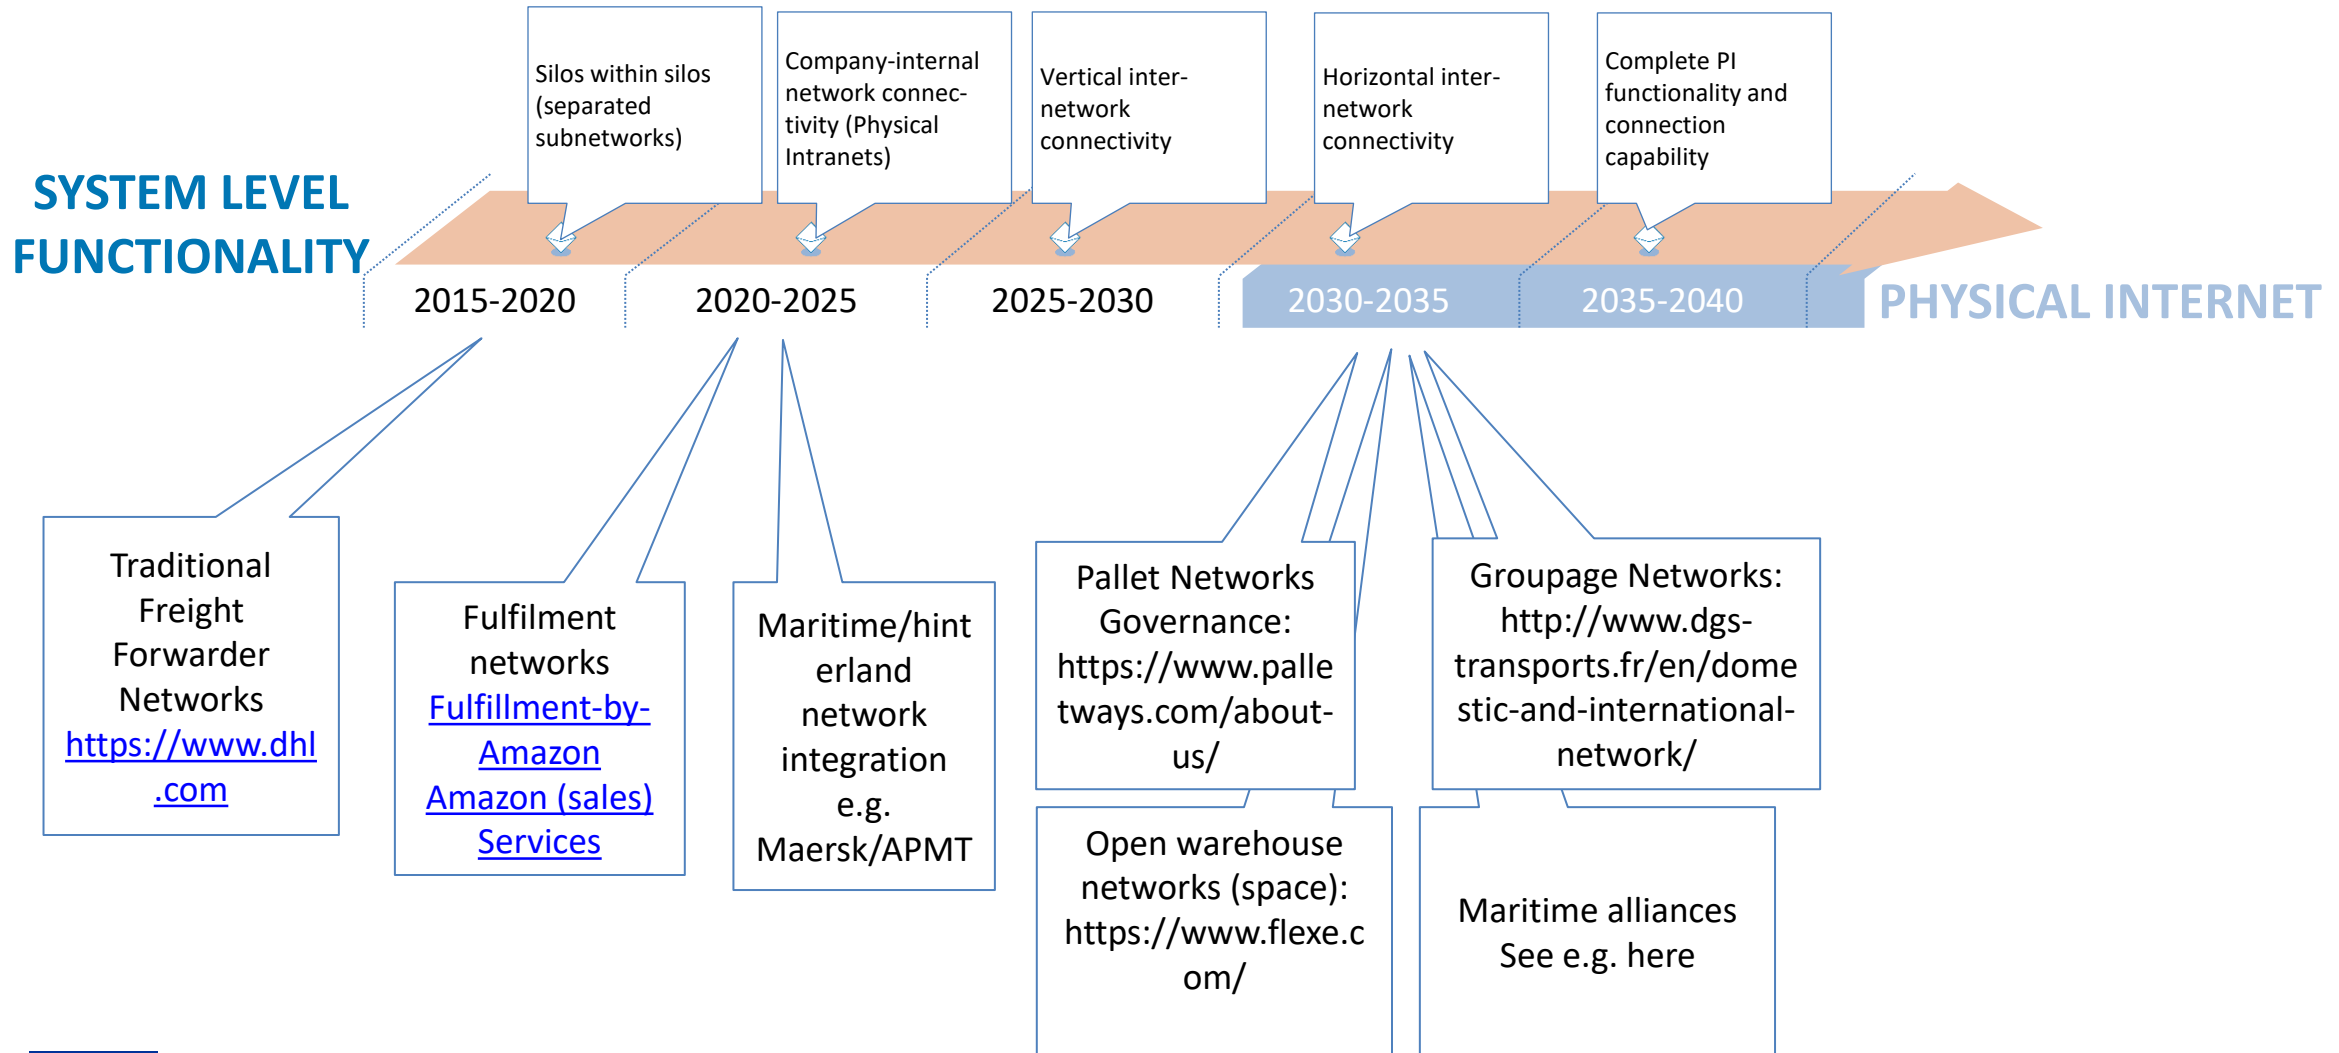 Silos within silos
(separated
subnetworks)
Company-internal
network connec-
tivity (Physical
Intranets)
Vertical inter-
network
connectivity
Horizontal inter-
network
connectivity
Complete PI
functionality and
connection
capability
SYSTEM LEVEL
FUNCTIONALITY
2015-2020
2020-2025
2025-2030
2030-2035
2035-2040
PHYSICAL INTERNET
Traditional
Freight
Forwarder
Networks
https://www.dhl
.com
Fulfilment
networks
Fulfillment-by-
Amazon
Amazon (sales)
Services
Maritime/hint
erland
network
integration
e.g.
Maersk/APMT
Pallet Networks
Governance:
https://www.palle
tways.com/about-
us/
Groupage Networks:
http://www.dgs-
transports.fr/en/dome
stic-and-international-
network/
Open warehouse
networks (space):
https://www.flexe.c
om/
Maritime alliances
See e.g. here